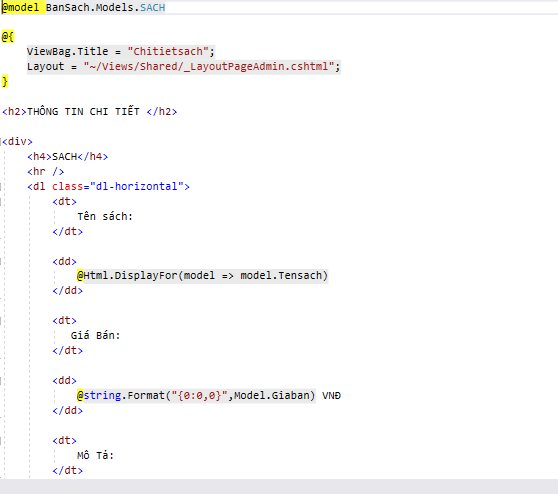 @model BanSach.Models.SACH
@{
ViewBag.Title = "Chitietsach";
Layout = "~/Views/Shared/_LayoutPageAdmin.cshtml";
}
<h2>THÔNG TIN CHI TIẾT </h2>
<div>
<h4>SACH</h4>
<hr />
<dl class="dl-horizontal">
<dt>
Tên sách:
</dt>
<dd>
@Html.DisplayFor(model => model.Tensach)
</dd>
<dt>
Giá Bán:
</dt>
<dd>
@string.Format("{0:0,0}",Model.Giaban) VNĐ
</dd>
<dt>
Mô Tả:
</dt>